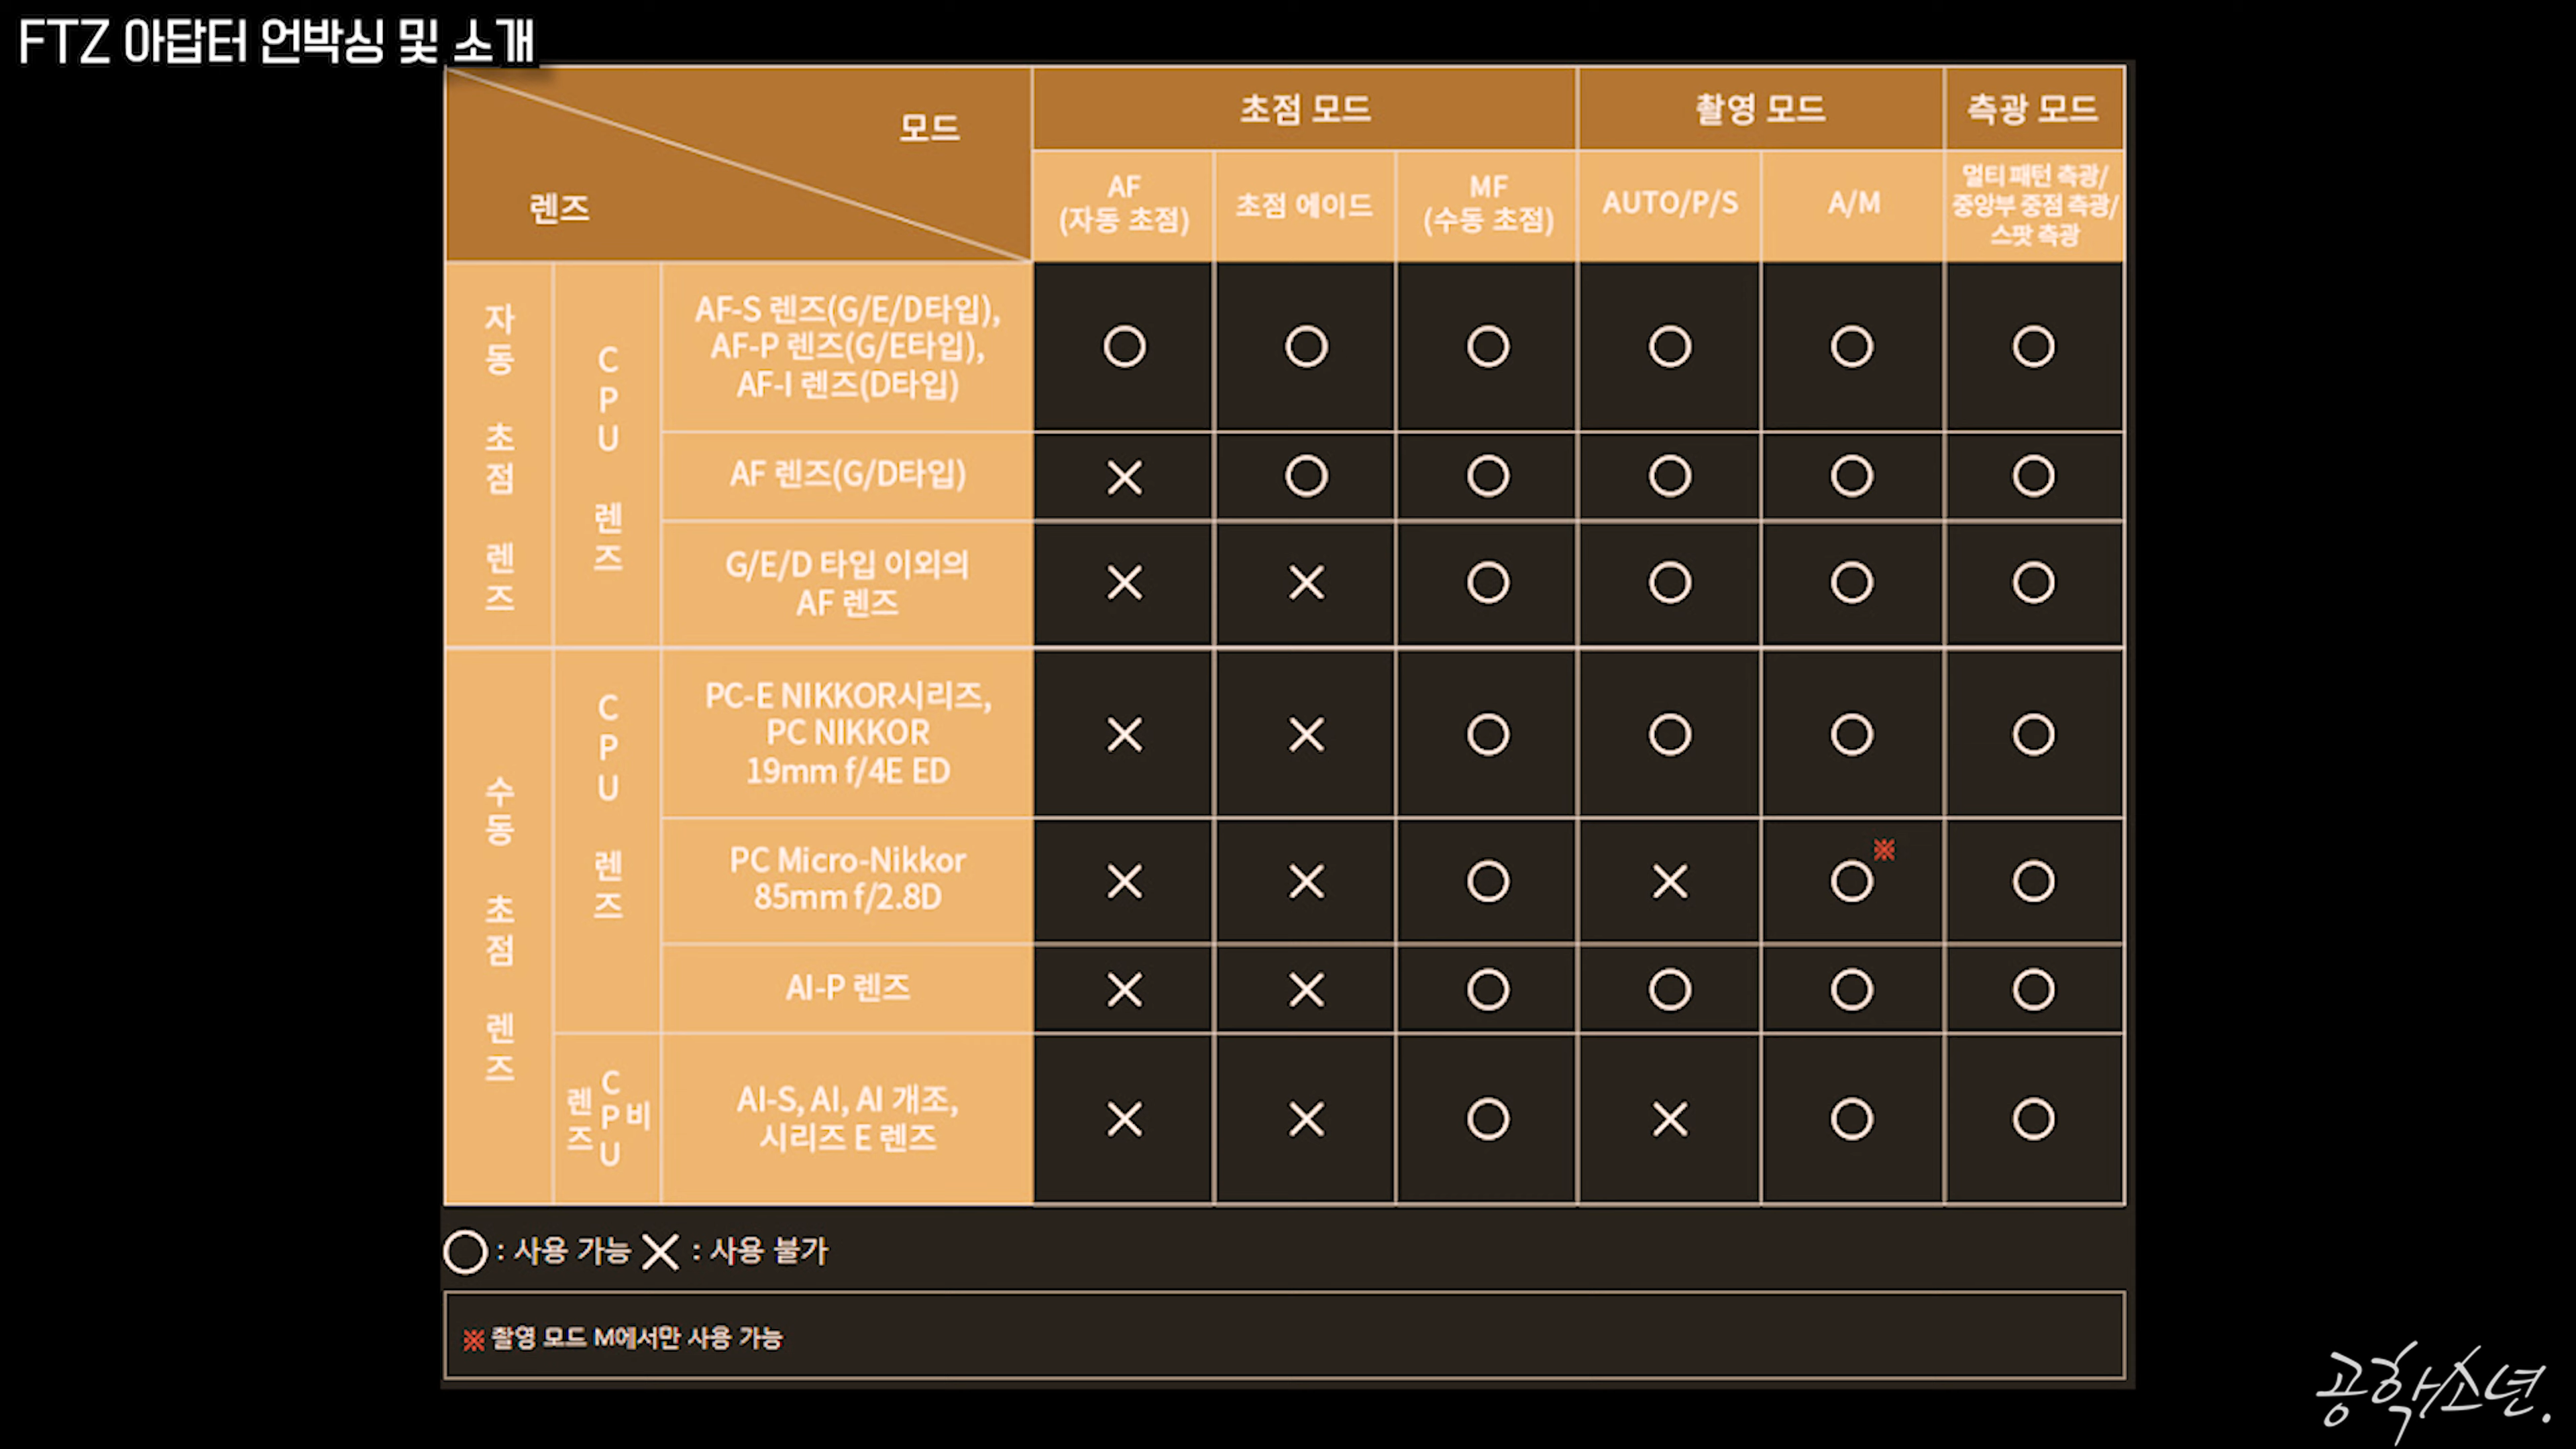 FTZ 아답터 언박싱 및 소개
모드
렌즈
초점 모드
촬영 모드
측광 모드
AF
(자동 초점)
초점 에이드
MF
(수동 초점)
AUTO/P/S
A/M
멀티 패턴 측광/
중앙부 중점 측광/
스팟 측광
자동 초점 렌즈
CPU 렌즈
AF-S 렌즈(G/E/D타입),
AF-P 렌즈(G/E타입),
AF-I 렌즈(D타입)
○ ○ ○ ○ ○ ○
AF 렌즈(G/D타입)
× ○ ○ ○ ○ ○
G/E/D 타입 이외의
AF 렌즈
× × ○ ○ ○ ○
수동 초점 렌즈
CPU 렌즈
PC-E NIKKOR시리즈,
PC NIKKOR
19mm f/4E ED
× × ○ ○ ○ ○
PC Micro-Nikkor
85mm f/2.8D
× × ○ × ○※ ○
AI-P 렌즈
× × ○ ○ ○ ○
비CPU렌즈
AI-S, AI, AI 개조,
시리즈 E 렌즈
× × ○ × ○ ○
○ : 사용 가능 × : 사용 불가
※ 촬영 모드 M에서만 사용 가능
공학소년.